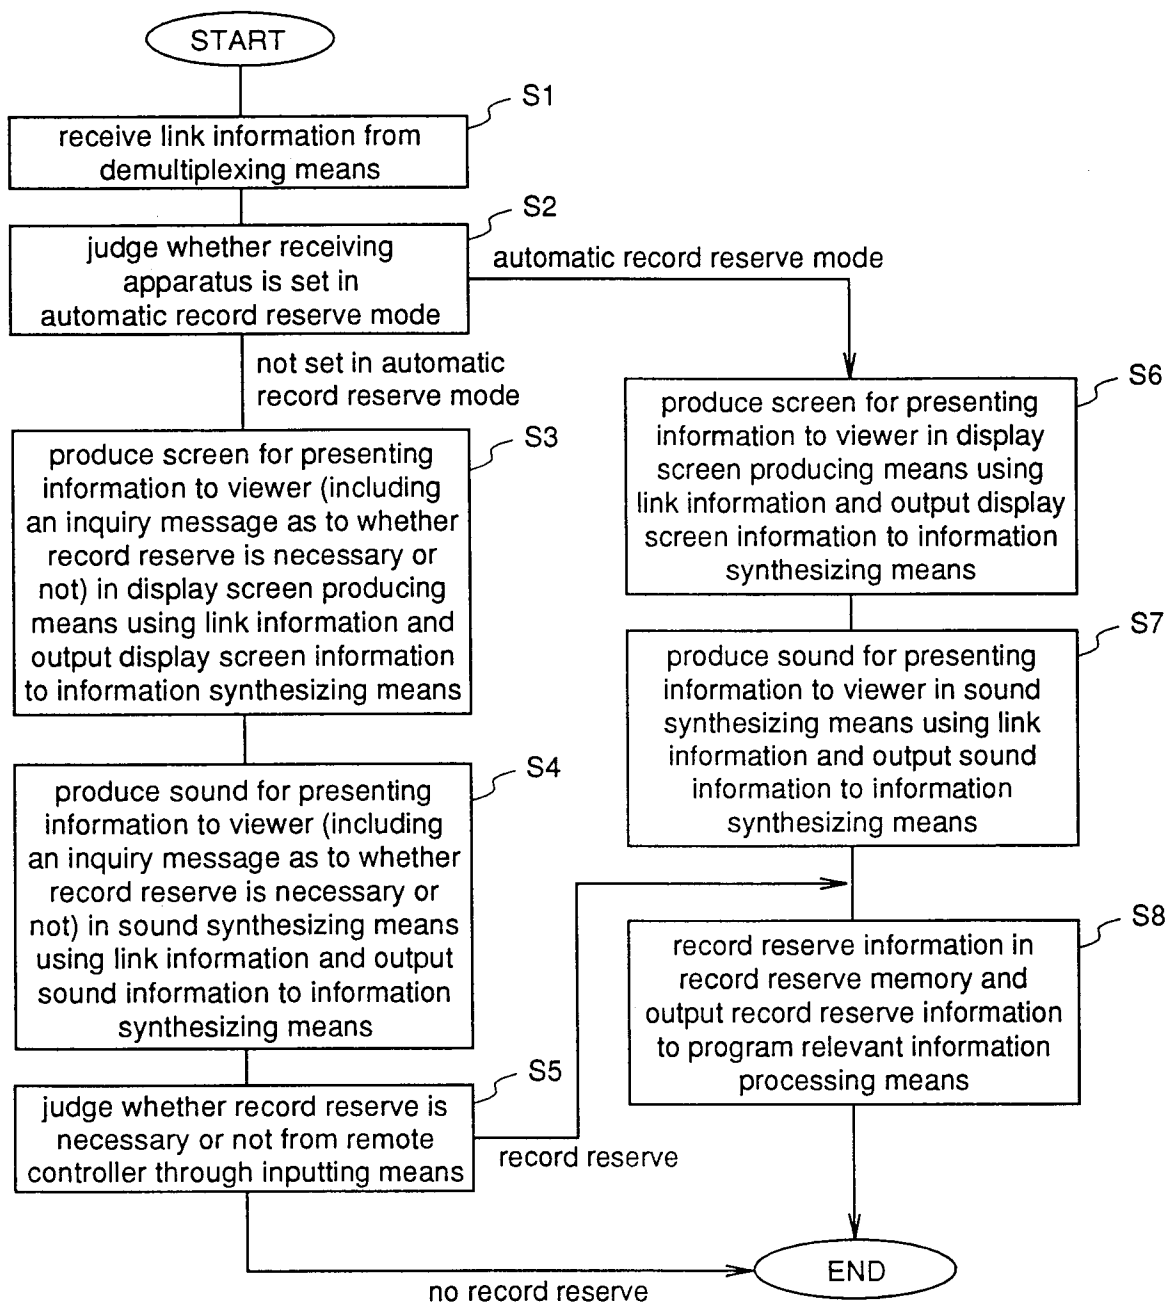 START
S1
receive link information from
demultiplexing means
S2
judge whether receiving
apparatus is set in
automatic record reserve mode
automatic record reserve mode
not set in automatic
record reserve mode
S3
produce screen for presenting
information to viewer (including
an inquiry message as to whether
record reserve is necessary or
not) in display screen producing
means using link information and
output display screen information
to information synthesizing means
S4
produce sound for presenting
information to viewer (including
an inquiry message as to whether
record reserve is necessary or
not) in sound synthesizing means
using link information and output
sound information to information
synthesizing means
S5
judge whether record reserve is
necessary or not from remote
controller through inputting means
record reserve
no record reserve
S6
produce screen for presenting
information to viewer in display
screen producing means using
link information and output display
screen information to information
synthesizing means
S7
produce sound for presenting
information to viewer in sound
synthesizing means using link
information and output sound
information to information
synthesizing means
S8
record reserve information in
record reserve memory and
output record reserve information
to program relevant information
processing means
END